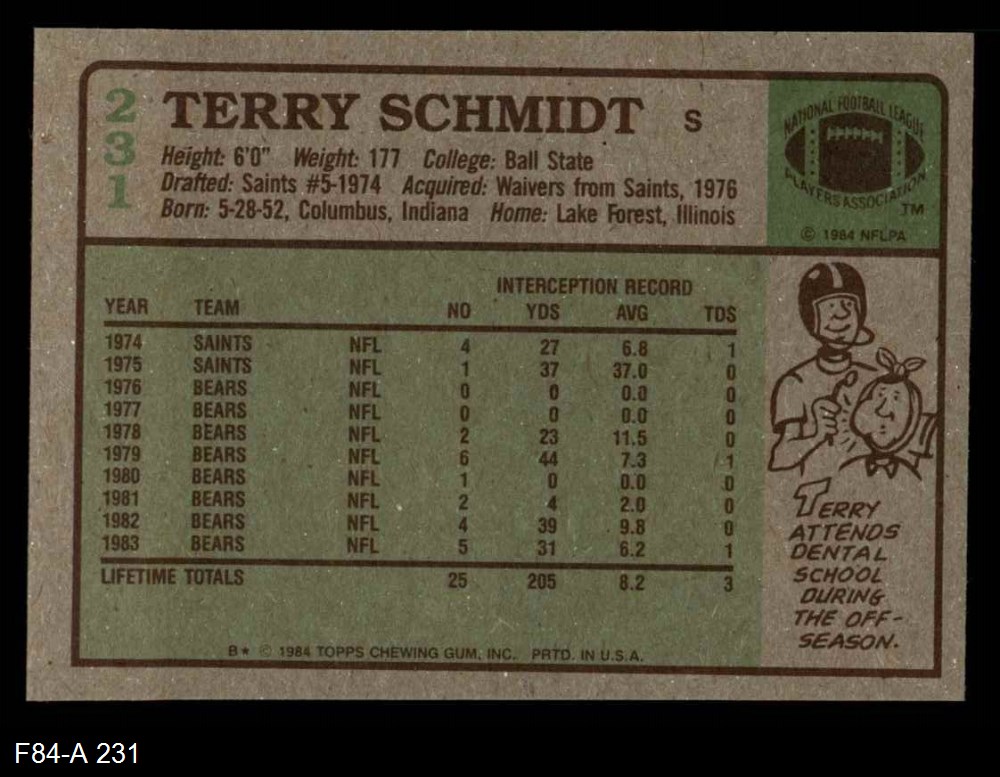 231
TERRY SCHMIDT S
Height: 6'0" Weight: 177 College: Ball State
Drafted: Saints #5-1974 Acquired: Waivers from Saints, 1976
Born: 5-28-52, Columbus, Indiana Home: Lake Forest, Illinois
NATIONAL FOOTBALL LEAGUE
PLAYERS ASSOCIATION
TM
© 1984 NFLPA
INTERCEPTION RECORD
YEAR TEAM NO YDS AVG TDS
1974 SAINTS NFL 4 27 6.8 1
1975 SAINTS NFL 1 37 37.0 0
1976 BEARS NFL 0 0 0.0 0
1977 BEARS NFL 0 0 0.0 0
1978 BEARS NFL 2 23 11.5 0
1979 BEARS NFL 6 44 7.3 1
1980 BEARS NFL 1 0 0.0 0
1981 BEARS NFL 2 4 2.0 0
1982 BEARS NFL 4 39 9.8 0
1983 BEARS NFL 5 31 6.2 1
LIFETIME TOTALS 25 205 8.2 3
TERRY
ATTENDS
DENTAL
SCHOOL
DURING
THE OFF-
SEASON.
B★ © 1984 TOPPS CHEWING GUM, INC. PRTD. IN U.S.A.
F84-A 231